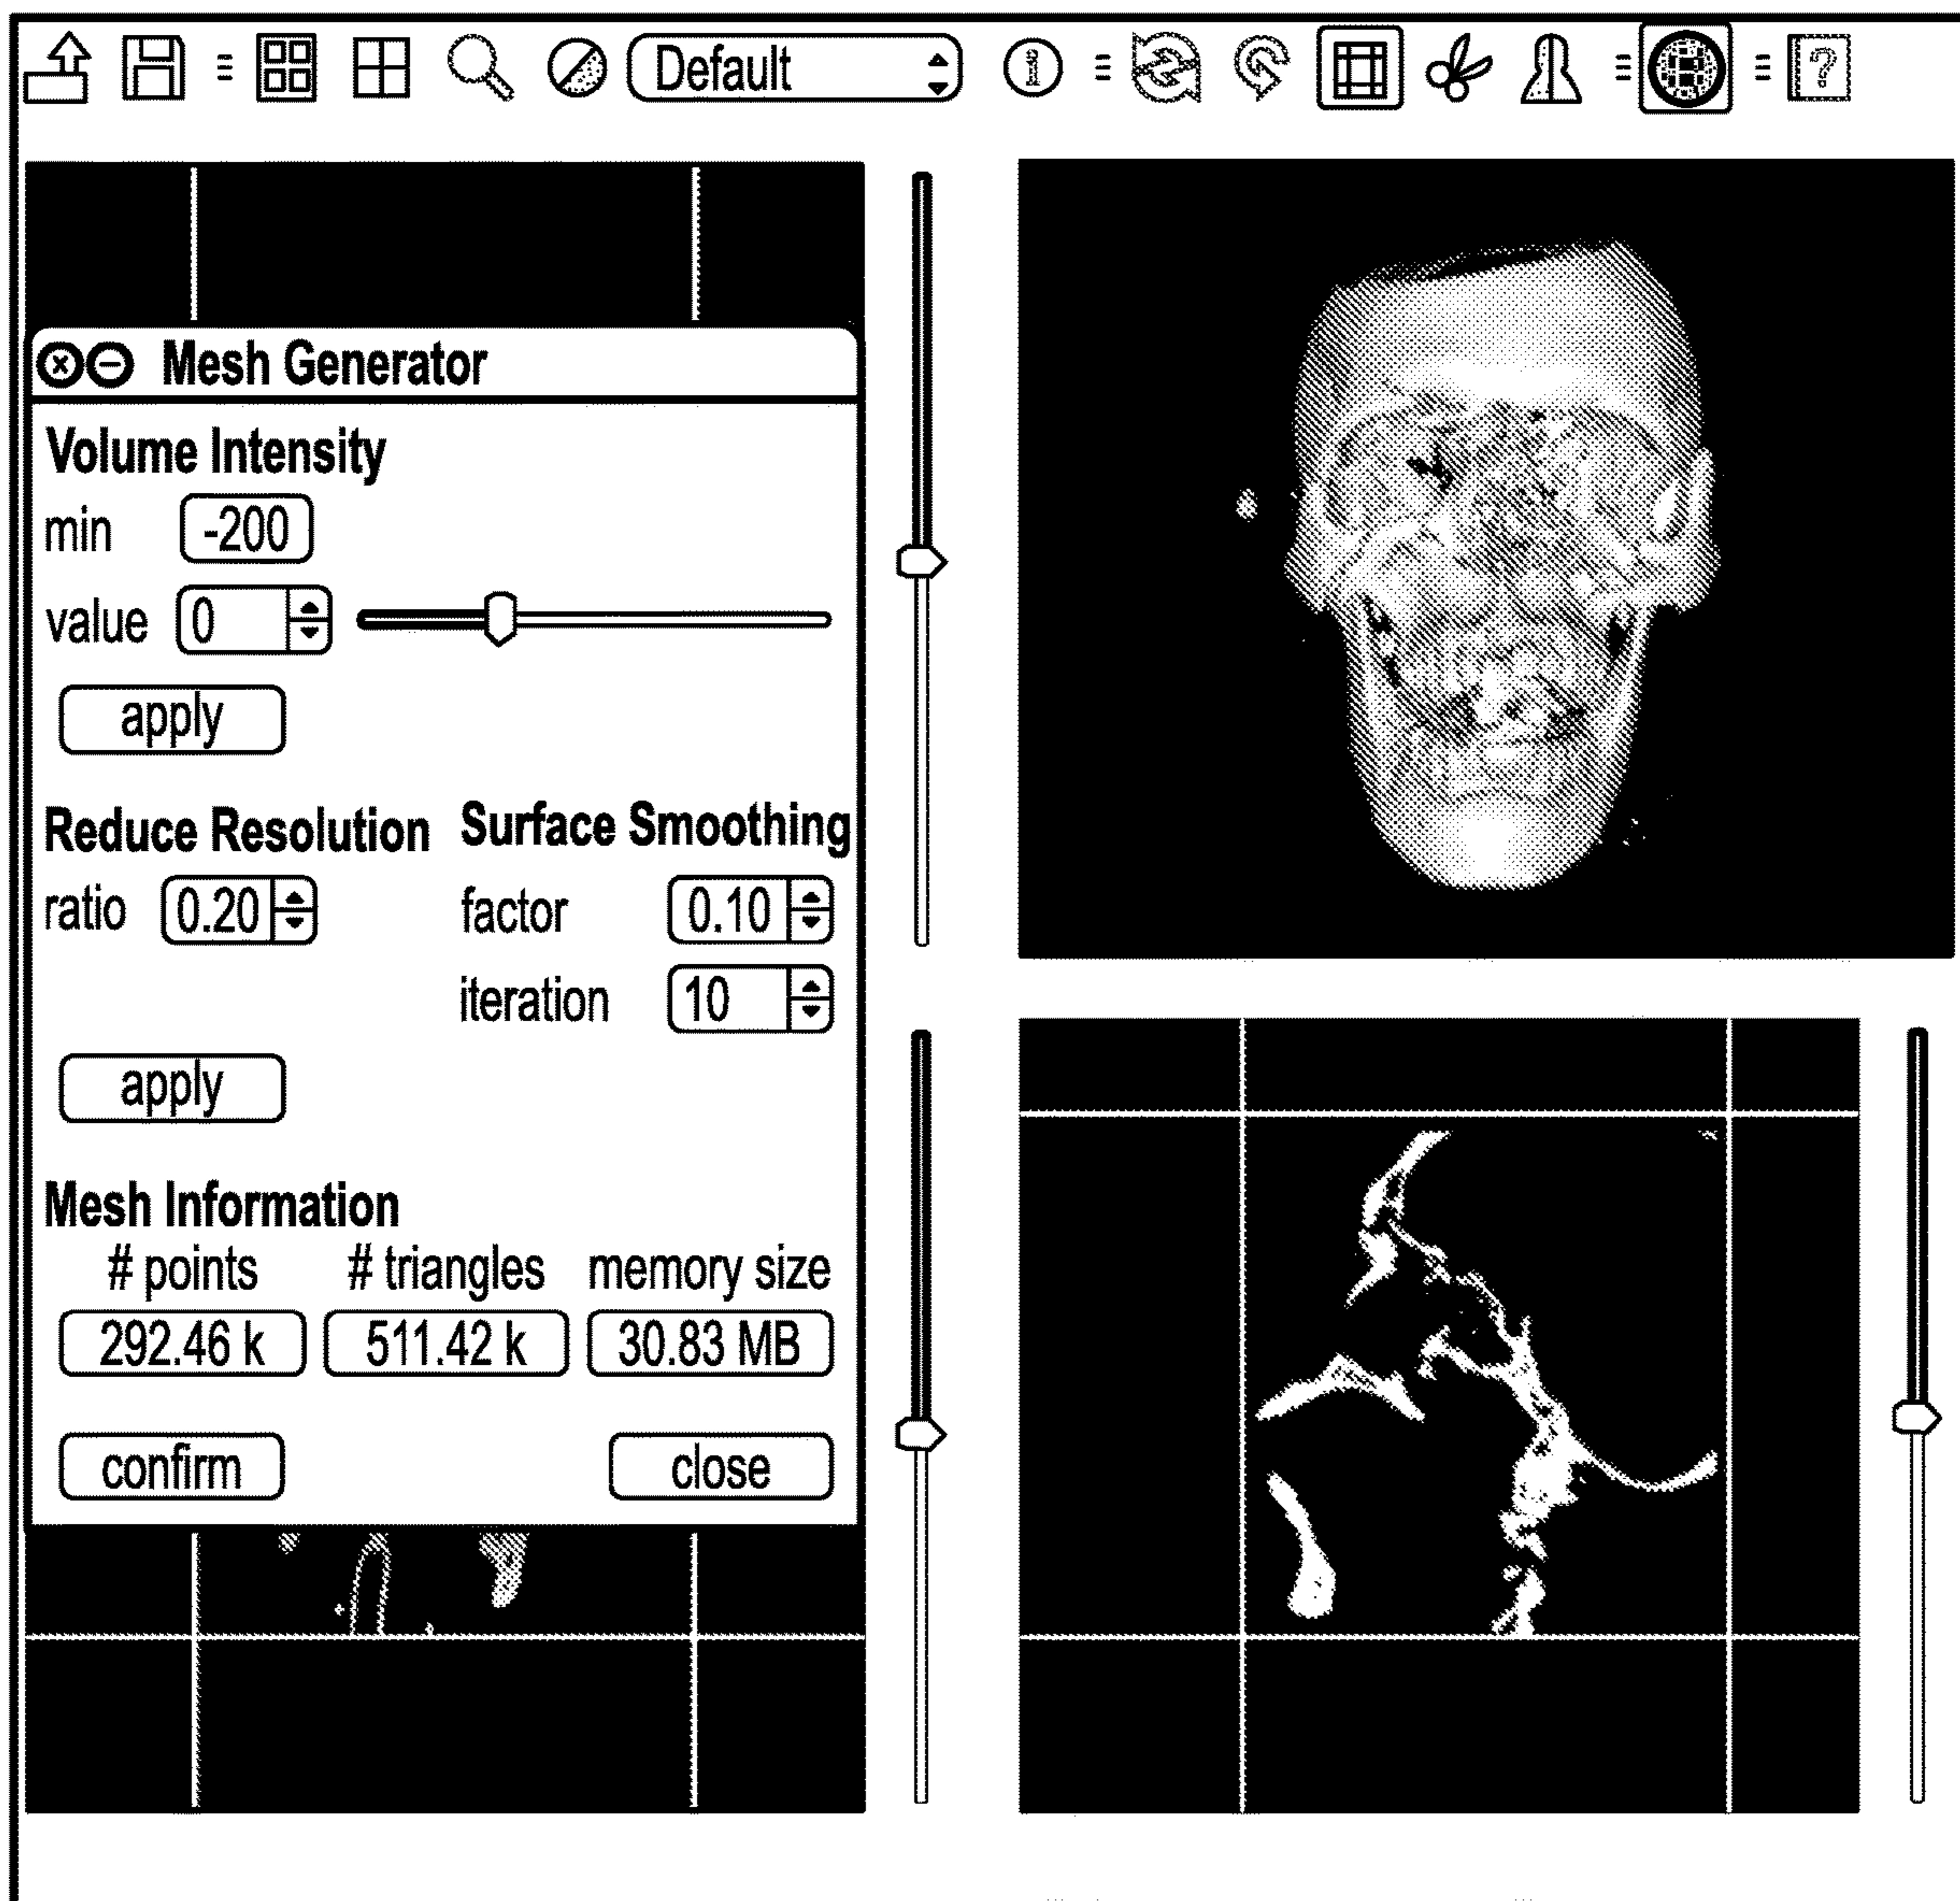 Default
i
?
Mesh Generator
Volume Intensity
min -200
value 0
apply
Reduce Resolution Surface Smoothing
ratio 0.20 factor 0.10
iteration 10
apply
Mesh Information
# points # triangles memory size
292.46 k 511.42 k 30.83 MB
confirm close